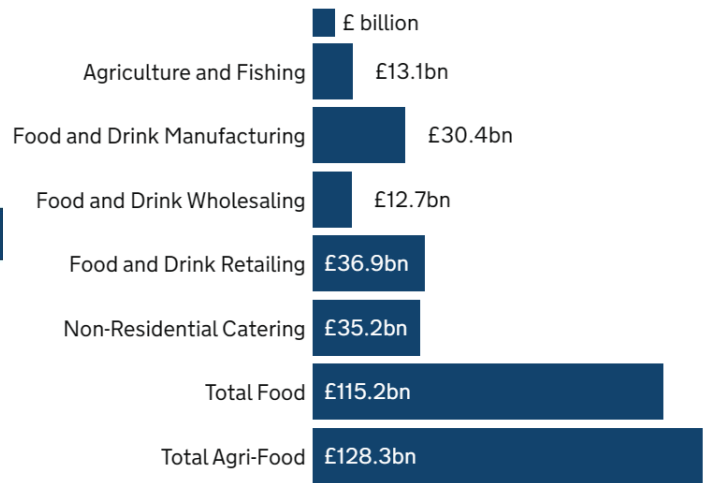 £ billion
Agriculture and Fishing £13.1bn
Food and Drink Manufacturing £30.4bn
Food and Drink Wholesaling £12.7bn
Food and Drink Retailing £36.9bn
Non-Residential Catering £35.2bn
Total Food £115.2bn
Total Agri-Food £128.3bn